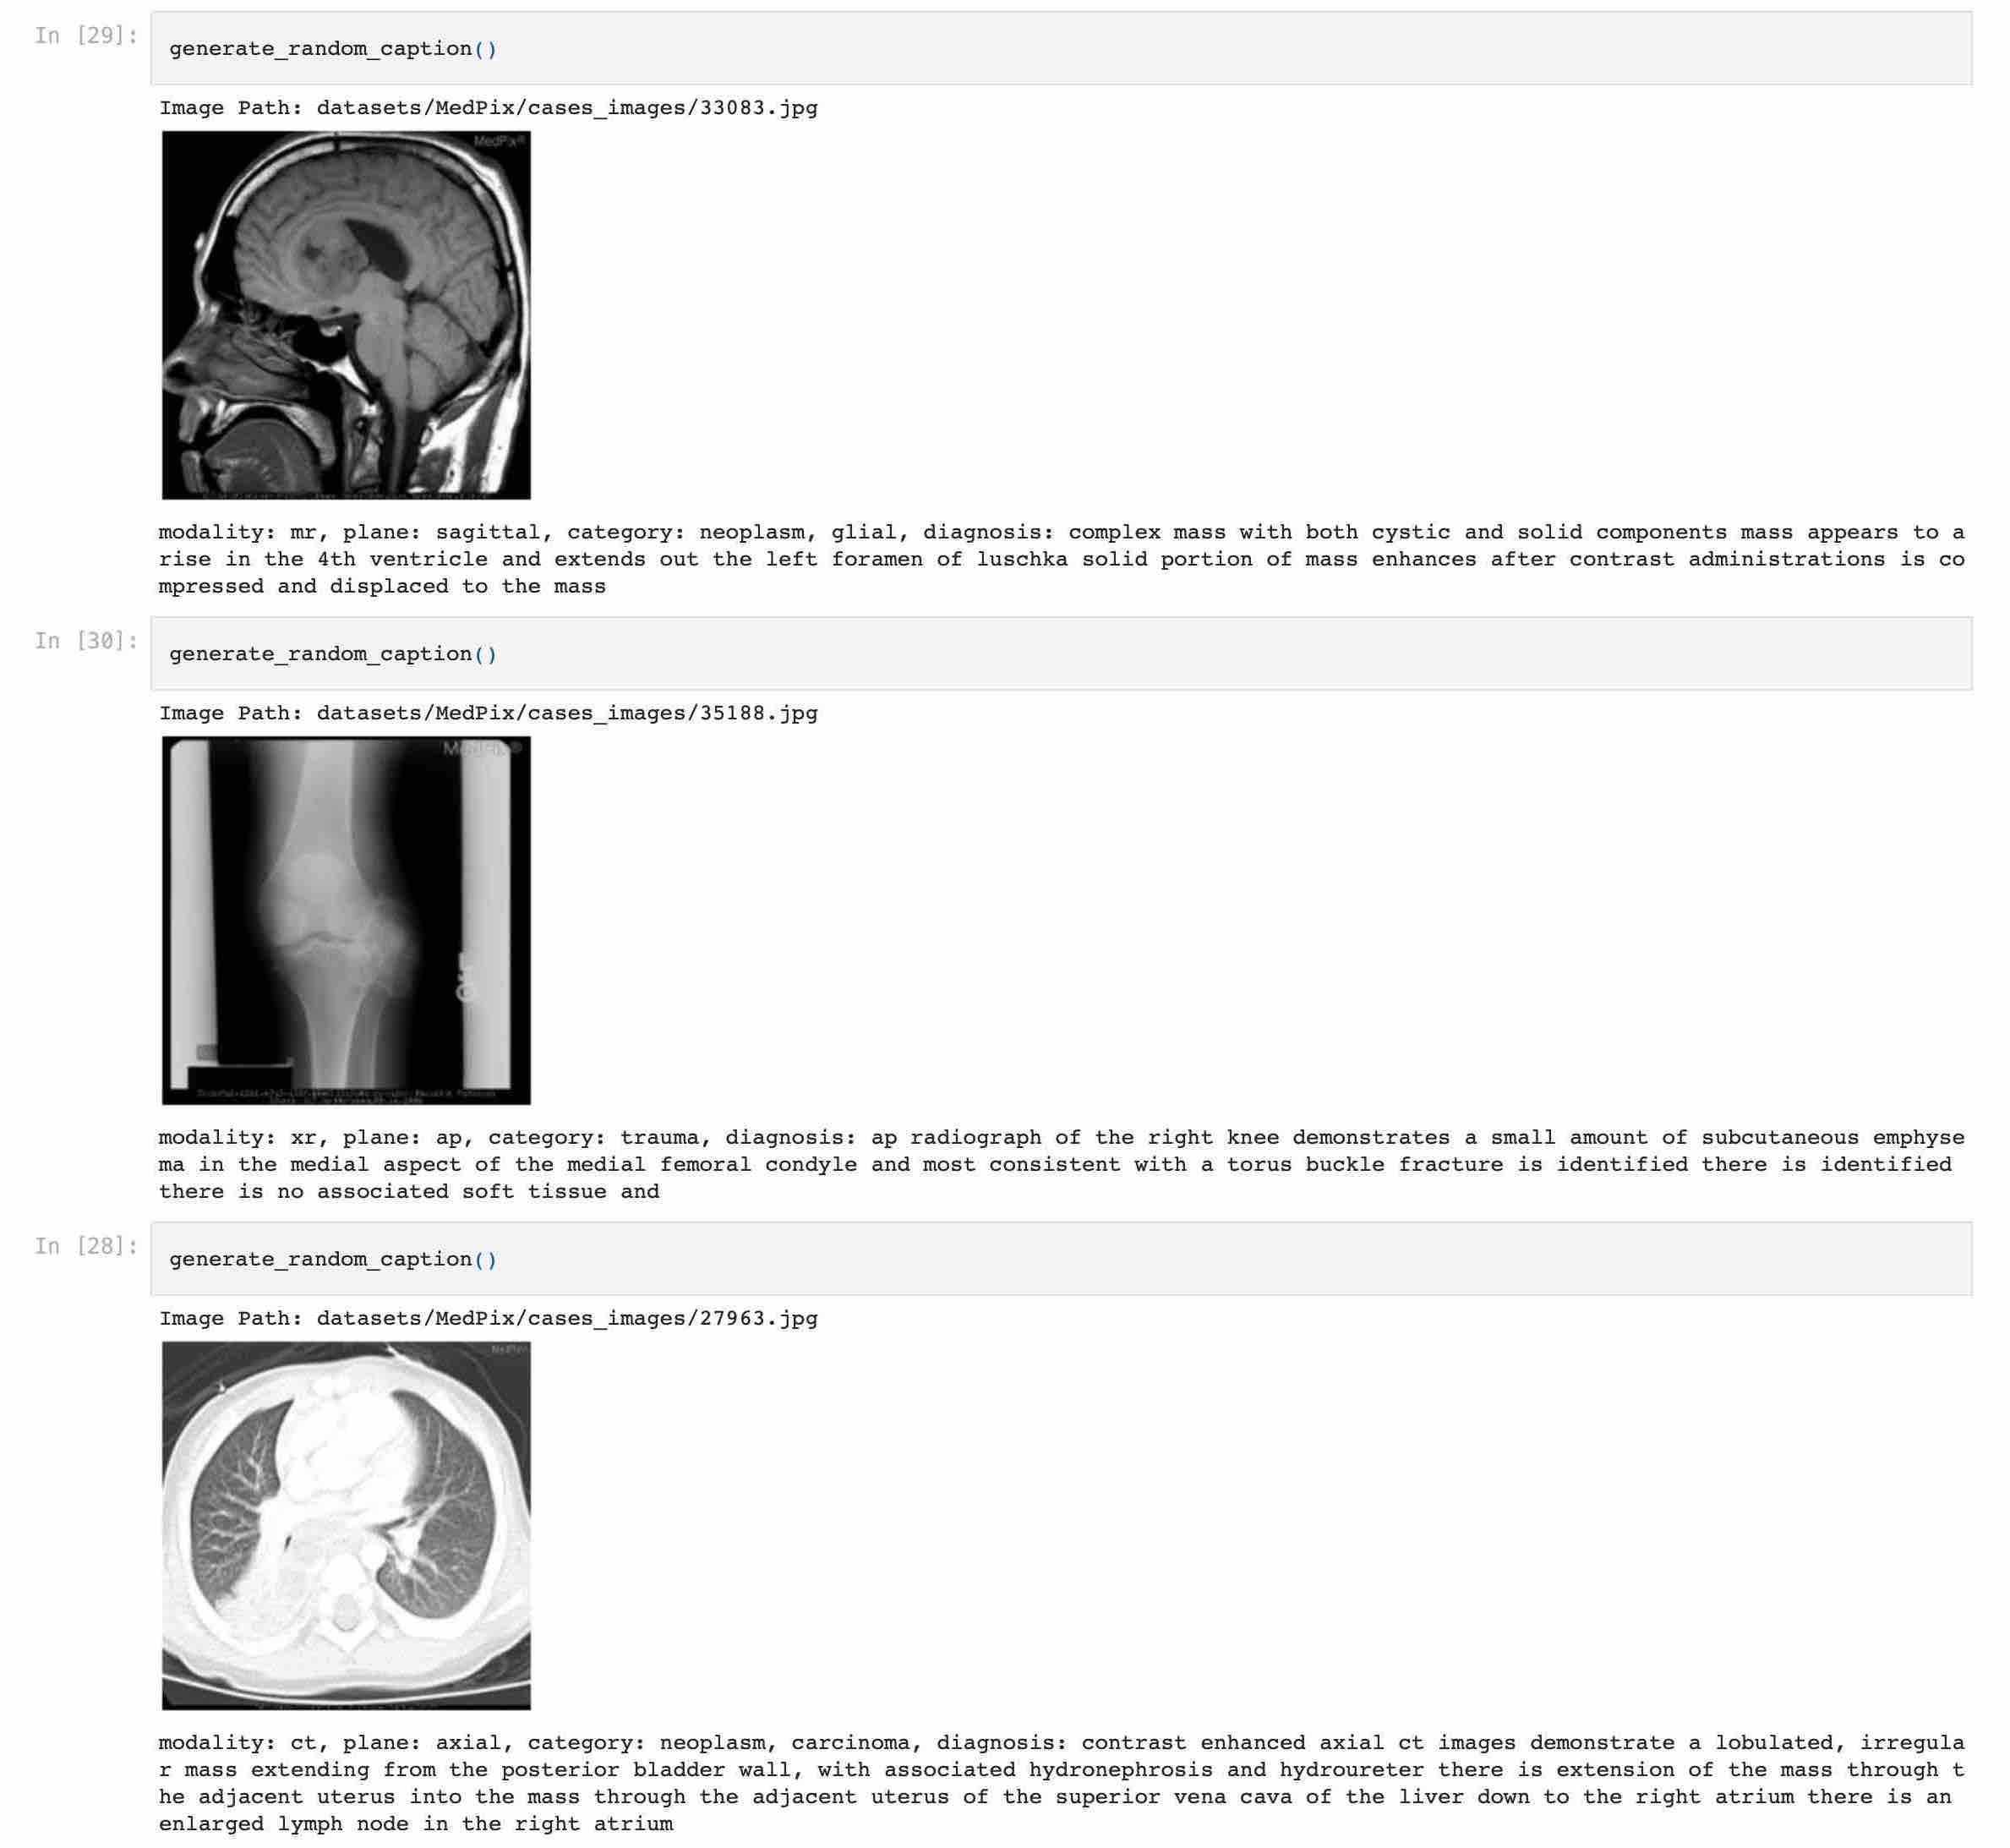 In [29]:
generate_random_caption()
Image Path: datasets/MedPix/cases_images/33083.jpg
MedPix®
modality: mr, plane: sagittal, category: neoplasm, glial, diagnosis: complex mass with both cystic and solid components mass appears to a
rise in the 4th ventricle and extends out the left foramen of luschka solid portion of mass enhances after contrast administrations is co
mpressed and displaced to the mass
In [30]:
generate_random_caption()
Image Path: datasets/MedPix/cases_images/35188.jpg
modality: xr, plane: ap, category: trauma, diagnosis: ap radiograph of the right knee demonstrates a small amount of subcutaneous emphyse
ma in the medial aspect of the medial femoral condyle and most consistent with a torus buckle fracture is identified there is identified
there is no associated soft tissue and
In [28]:
generate_random_caption()
Image Path: datasets/MedPix/cases_images/27963.jpg
modality: ct, plane: axial, category: neoplasm, carcinoma, diagnosis: contrast enhanced axial ct images demonstrate a lobulated, irregula
r mass extending from the posterior bladder wall, with associated hydronephrosis and hydroureter there is extension of the mass through t
he adjacent uterus into the mass through the adjacent uterus of the superior vena cava of the liver down to the right atrium there is an
enlarged lymph node in the right atrium